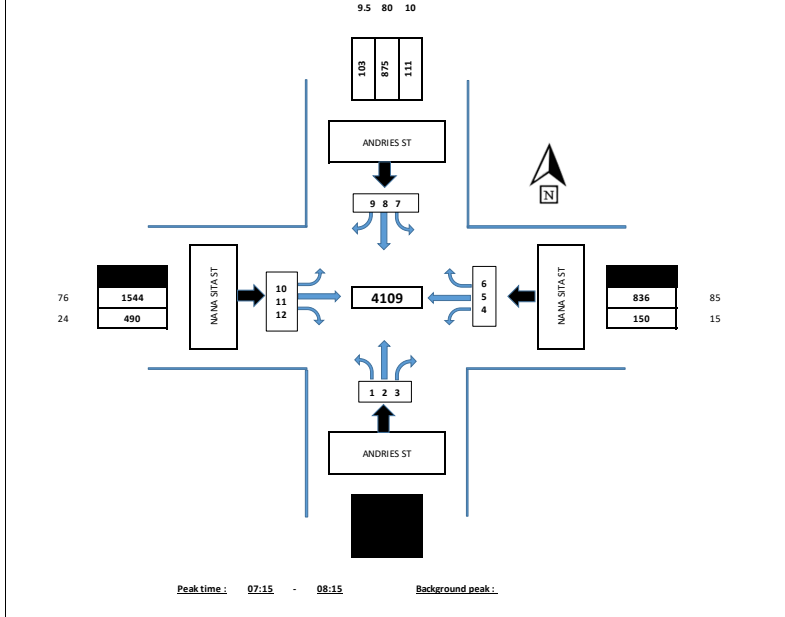 9.5 80 10
103 875 111
ANDRIES ST
9 8 7
N
NANA SITA ST
10
11
12
76 1544
24 490
4109
6
5
4
NANA SITA ST
836 85
150 15
1 2 3
ANDRIES ST
Peak time : 07:15 - 08:15 Background peak :